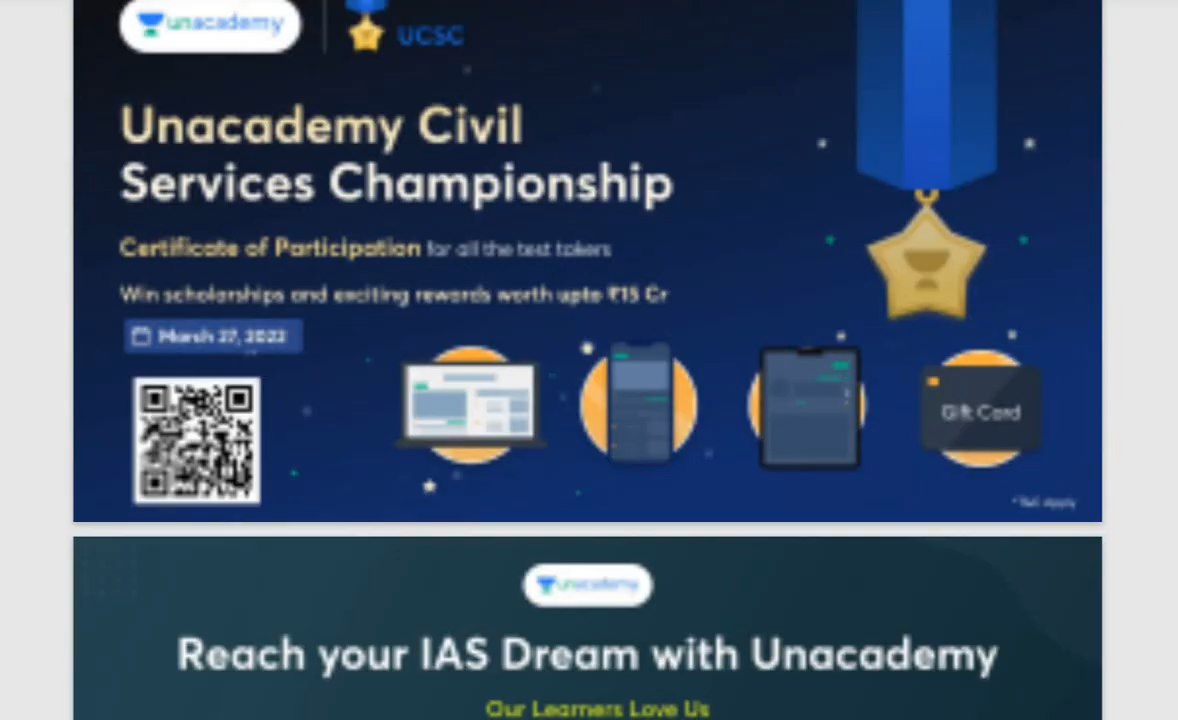 unacademy
UCSC
Unacademy Civil
Services Championship
Certificate of Participation for all the test takers
Win scholarships and exciting rewards worth upto ₹15 Cr
March 27, 2022
Gift Card
*T&C Apply
unacademy
Reach your IAS Dream with Unacademy
Our Learners Love Us